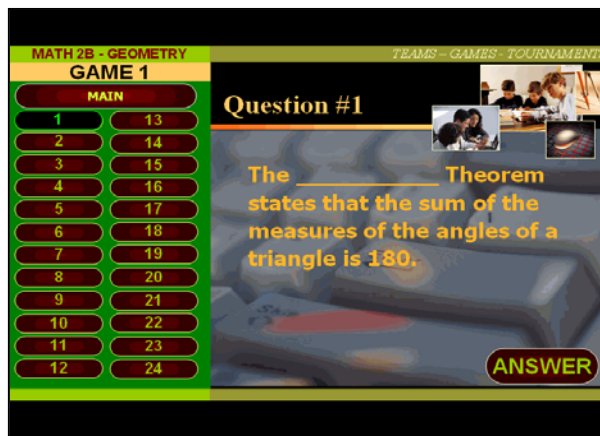 MATH 2B - GEOMETRY
TEAMS – GAMES - TOURNAMENT
GAME 1
MAIN
Question #1
1 13
2 14
3 15
4 16
5 17
6 18
7 19
8 20
9 21
10 22
11 23
12 24
The ____________ Theorem
states that the sum of the
measures of the angles of a
triangle is 180.
ANSWER